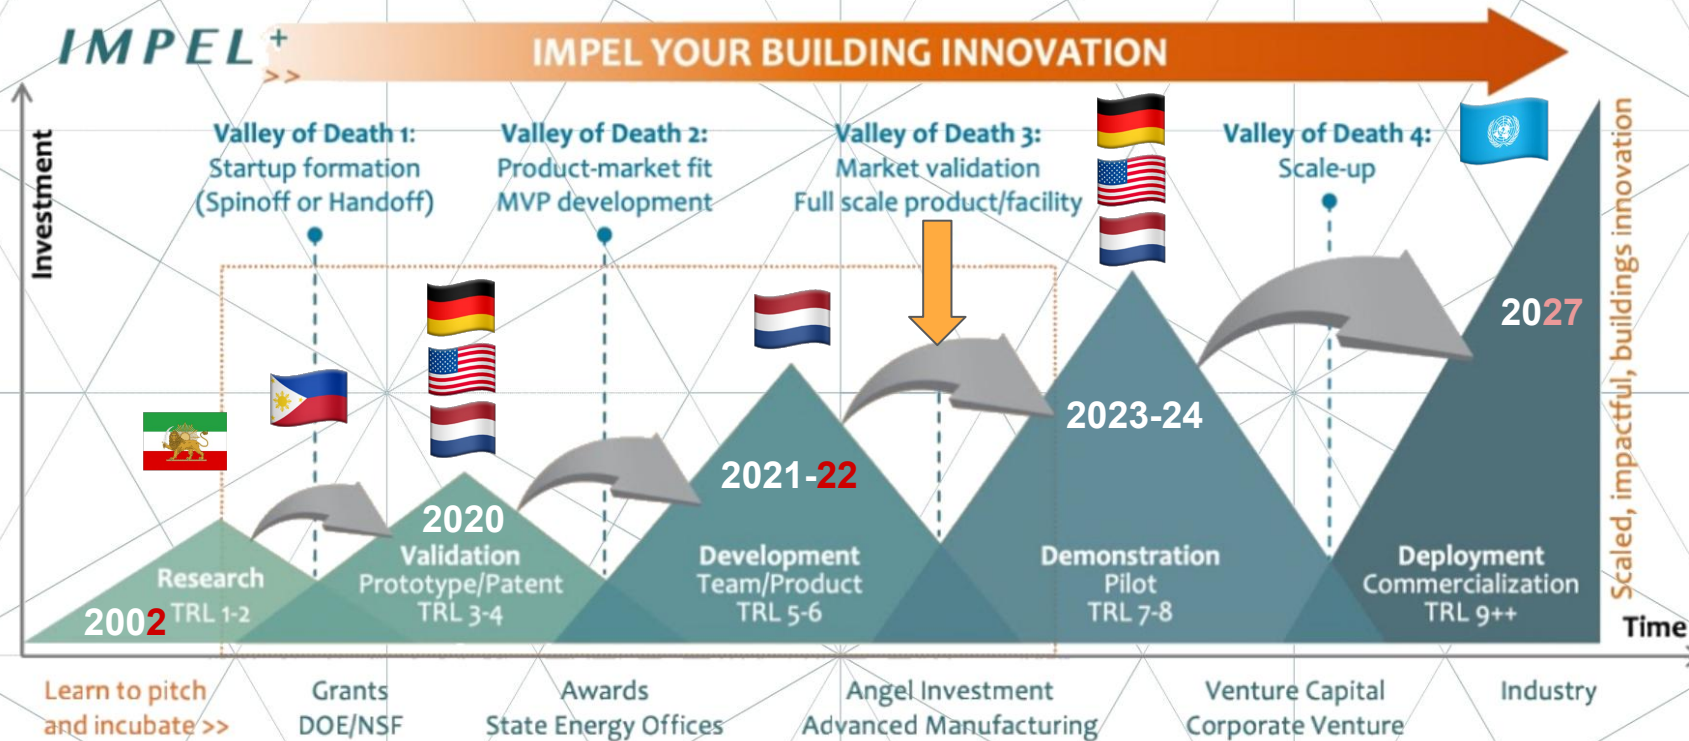 IMPEL+
>>
IMPEL YOUR BUILDING INNOVATION
Investment
Valley of Death 1:
Startup formation
(Spinoff or Handoff)
Valley of Death 2:
Product-market fit
MVP development
Valley of Death 3:
Market validation
Full scale product/facility
Valley of Death 4:
Scale-up
Scaled, impactful, buildings innovation
2002
Research
TRL 1-2
2020
Validation
Prototype/Patent
TRL 3-4
2021-22
Development
Team/Product
TRL 5-6
2023-24
Demonstration
Pilot
TRL 7-8
2027
Deployment
Commercialization
TRL 9++
Time
Learn to pitch
and incubate >>
Grants
DOE/NSF
Awards
State Energy Offices
Angel Investment
Advanced Manufacturing
Venture Capital
Corporate Venture
Industry